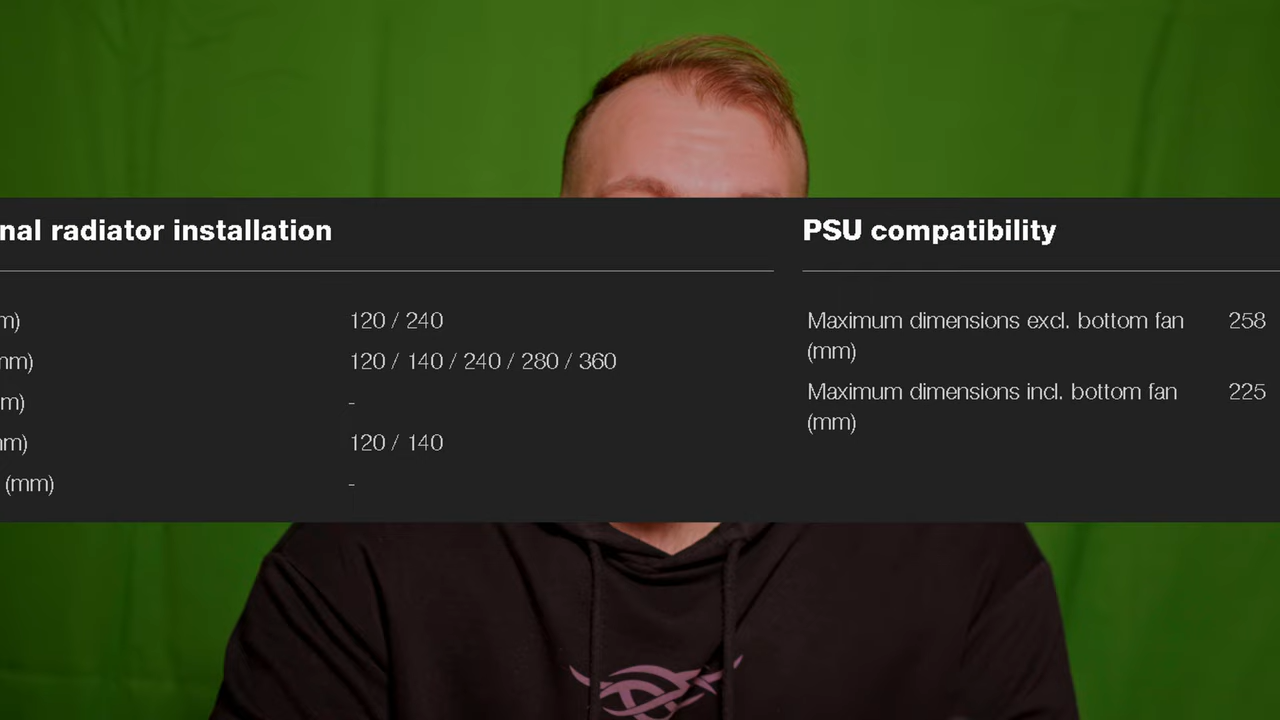 nal radiator installation
m)
120 / 240
nm)
120 / 140 / 240 / 280 / 360
m)
-
nm)
120 / 140
(mm)
-
PSU compatibility
Maximum dimensions excl. bottom fan
258
(mm)
Maximum dimensions incl. bottom fan
225
(mm)